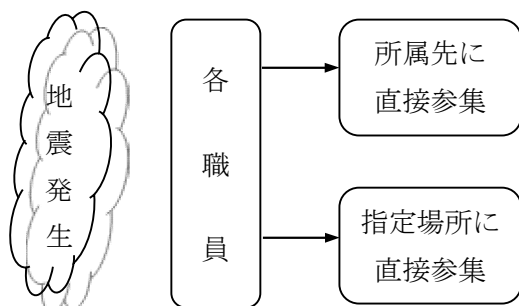 地震発生
各職員
所属先に
直接参集
指定場所に
直接参集